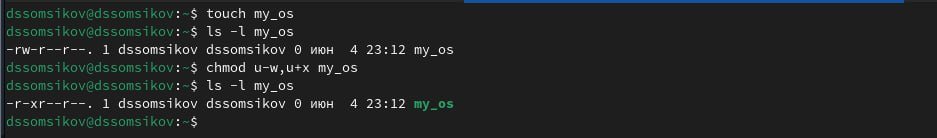 dssomsikov@dssomsikov:~$ touch my_os
dssomsikov@dssomsikov:~$ ls -l my_os
-rw-r--r--. 1 dssomsikov dssomsikov 0 июн  4 23:12 my_os
dssomsikov@dssomsikov:~$ chmod u-w,u+x my_os
dssomsikov@dssomsikov:~$ ls -l my_os
-r-xr--r--. 1 dssomsikov dssomsikov 0 июн  4 23:12 my_os
dssomsikov@dssomsikov:~$